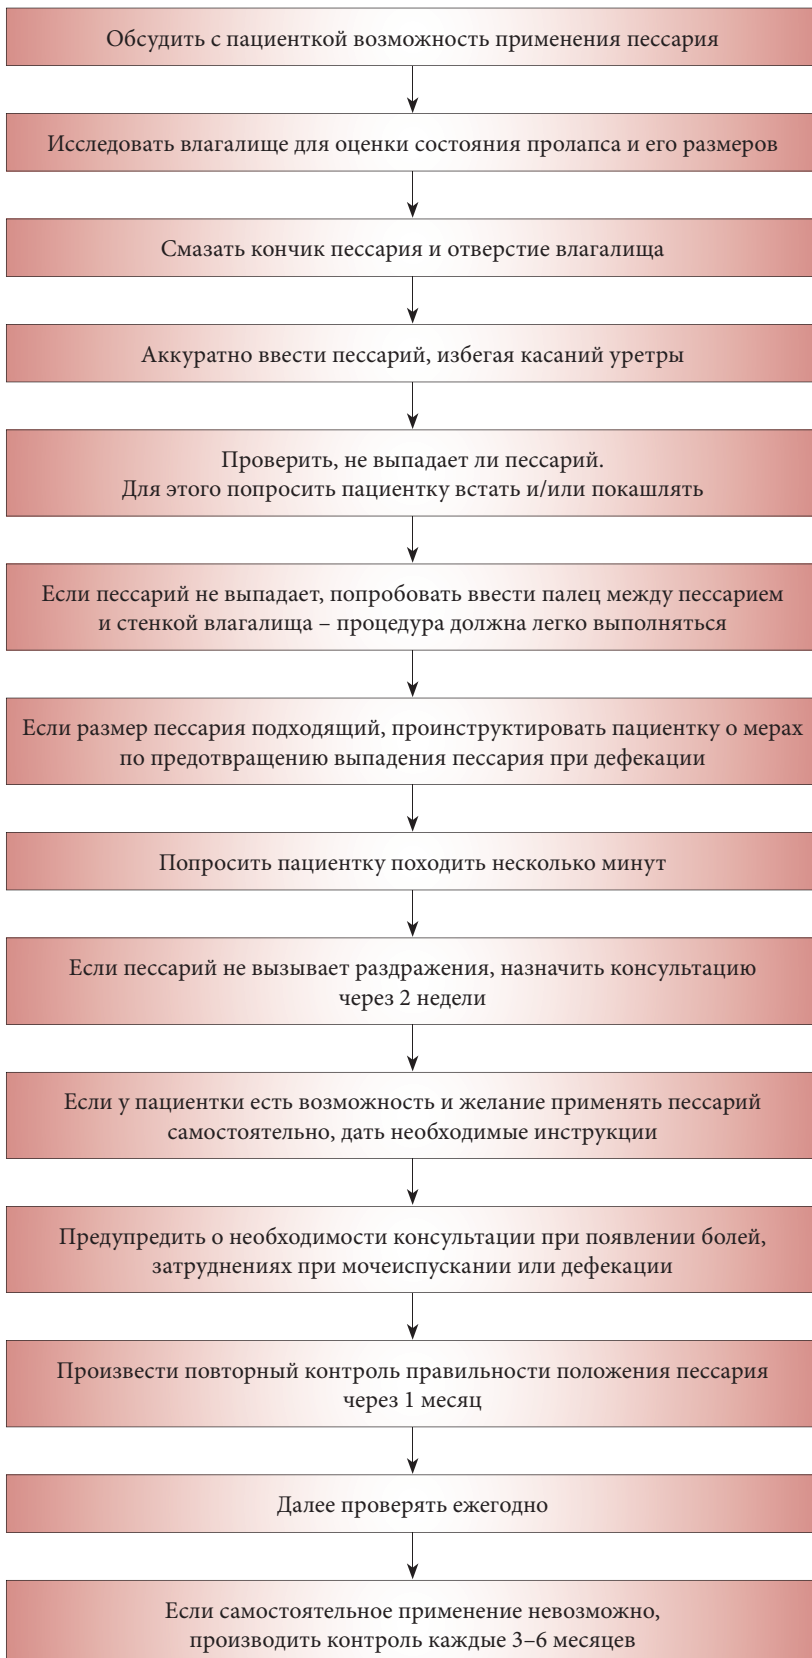 Обсудить с пациенткой возможность применения пессария
Исследовать влагалище для оценки состояния пролапса и его размеров
Смазать кончик пессария и отверстие влагалища
Аккуратно ввести пессарий, избегая касаний уретры
Проверить, не выпадает ли пессарий.
Для этого попросить пациентку встать и/или покашлять
Если пессарий не выпадает, попробовать ввести палец между пессарием
и стенкой влагалища – процедура должна легко выполняться
Если размер пессария подходящий, проинструктировать пациентку о мерах
по предотвращению выпадения пессария при дефекации
Попросить пациентку походить несколько минут
Если пессарий не вызывает раздражения, назначить консультацию
через 2 недели
Если у пациентки есть возможность и желание применять пессарий
самостоятельно, дать необходимые инструкции
Предупредить о необходимости консультации при появлении болей,
затруднениях при мочеиспускании или дефекации
Произвести повторный контроль правильности положения пессария
через 1 месяц
Далее проверять ежегодно
Если самостоятельное применение невозможно,
производить контроль каждые 3–6 месяцев